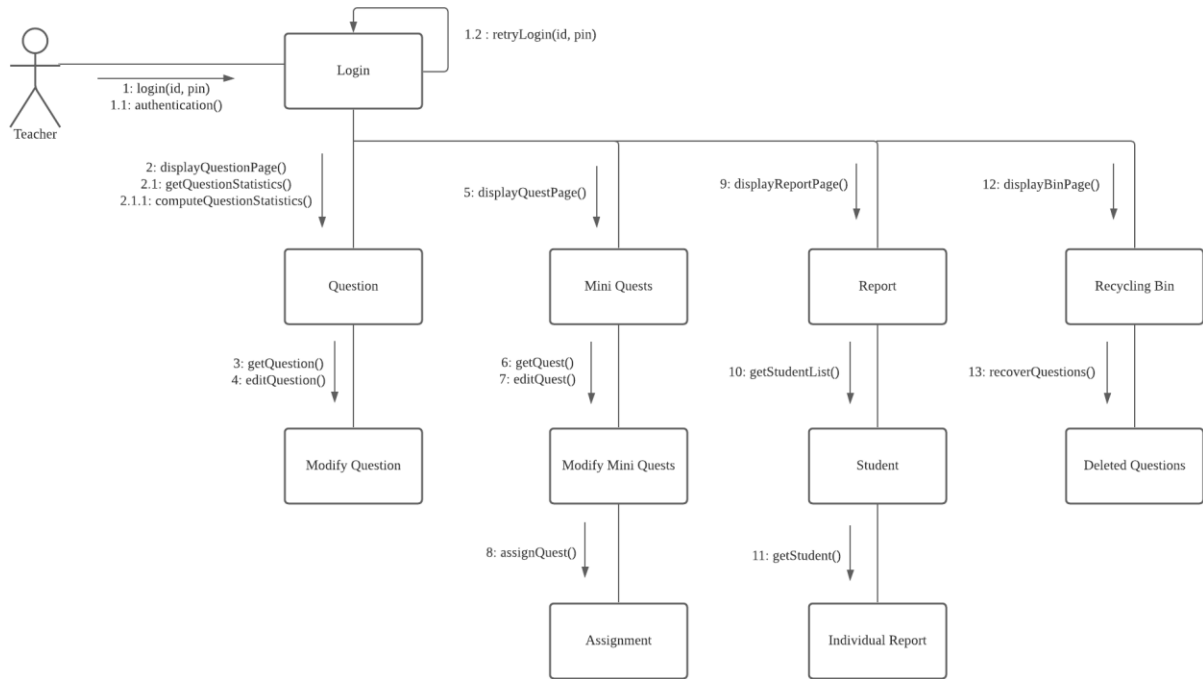 1.2 : retryLogin(id, pin)
Login
1: login(id, pin)
1.1: authentication()
Teacher
2: displayQuestionPage()
2.1: getQuestionStatistics()
2.1.1: computeQuestionStatistics()
5: displayQuestPage()
9: displayReportPage()
12: displayBinPage()
Question
Mini Quests
Report
Recycling Bin
3: getQuestion()
4: editQuestion()
6: getQuest()
7: editQuest()
10: getStudentList()
13: recoverQuestions()
Modify Question
Modify Mini Quests
Student
Deleted Questions
8: assignQuest()
11: getStudent()
Assignment
Individual Report